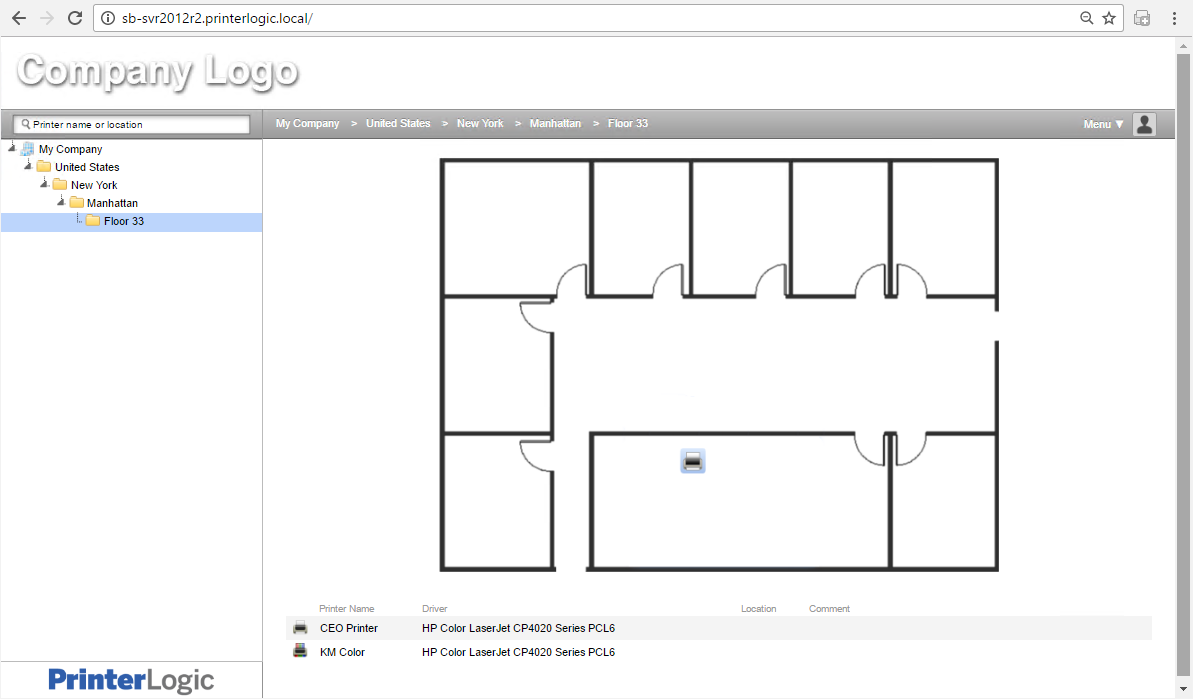 sb-svr2012r2.printerlogic.local/
Company Logo
Printer name or location
My Company > United States > New York > Manhattan > Floor 33
Menu ▼
My Company
United States
New York
Manhattan
Floor 33
Printer Name Driver Location Comment
CEO Printer HP Color LaserJet CP4020 Series PCL6
KM Color HP Color LaserJet CP4020 Series PCL6
PrinterLogic